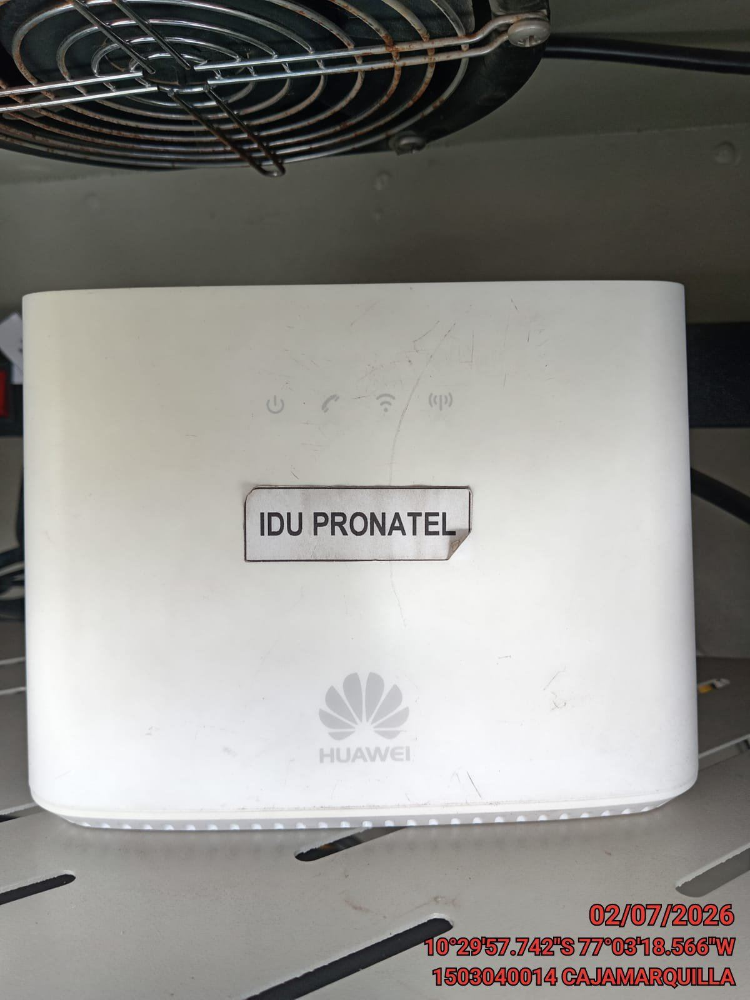 IDU PRONATEL
HUAWEI
02/07/2026
10°29'57.742"S 77°03'18.566"W
1503040014 CAJAMARQUILLA